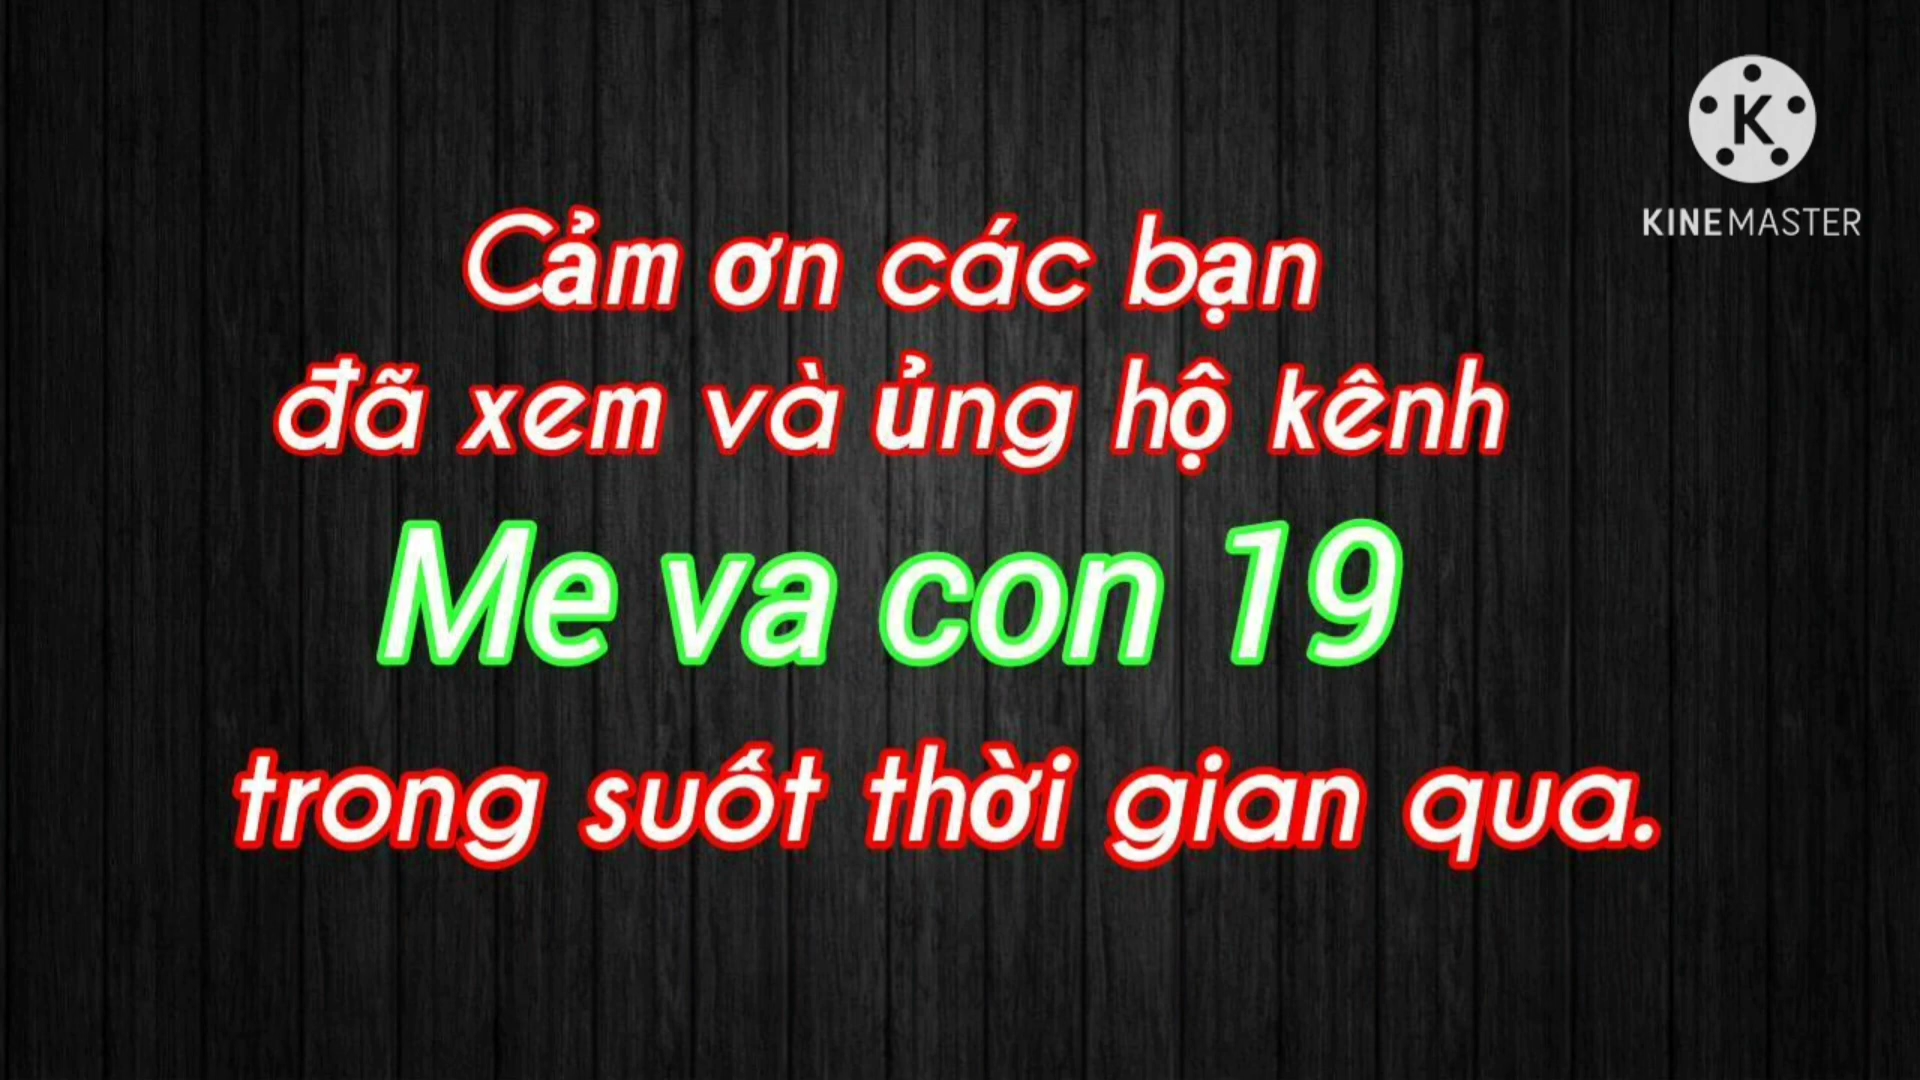 K
KINEMASTER
Cảm ơn các bạn
đã xem và ủng hộ kênh
Me va con 19
trong suốt thời gian qua.